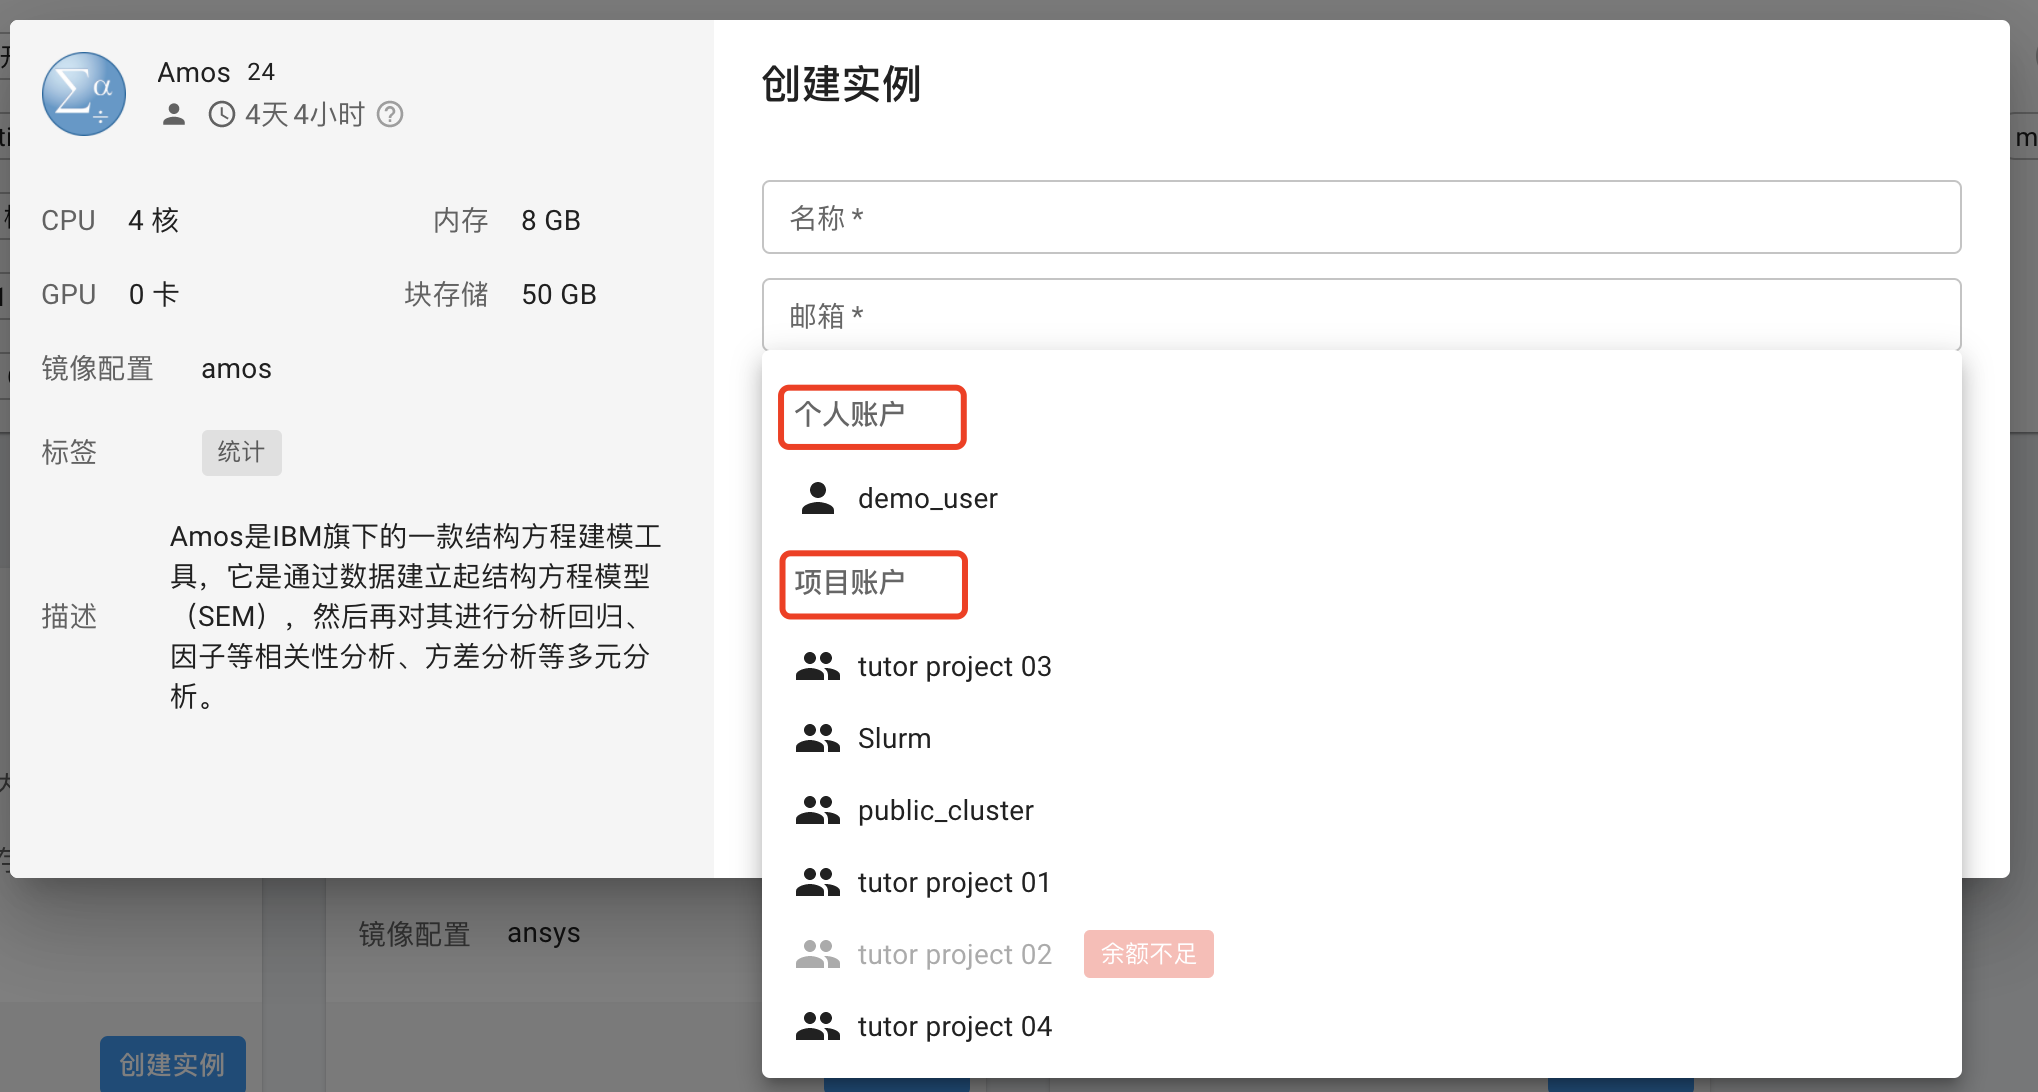 Amos 24
4天 4小时
CPU 4 核 内存 8 GB
GPU 0 卡 块存储 50 GB
镜像配置 amos
标签 统计
描述
Amos是IBM旗下的一款结构方程建模工
具，它是通过数据建立起结构方程模型
（SEM），然后再对其进行分析回归、
因子等相关性分析、方差分析等多元分
析。
创建实例
名称 *
邮箱 *
个人账户
demo_user
项目账户
tutor project 03
Slurm
public_cluster
tutor project 01
tutor project 02 余额不足
tutor project 04
镜像配置 ansys
创建实例